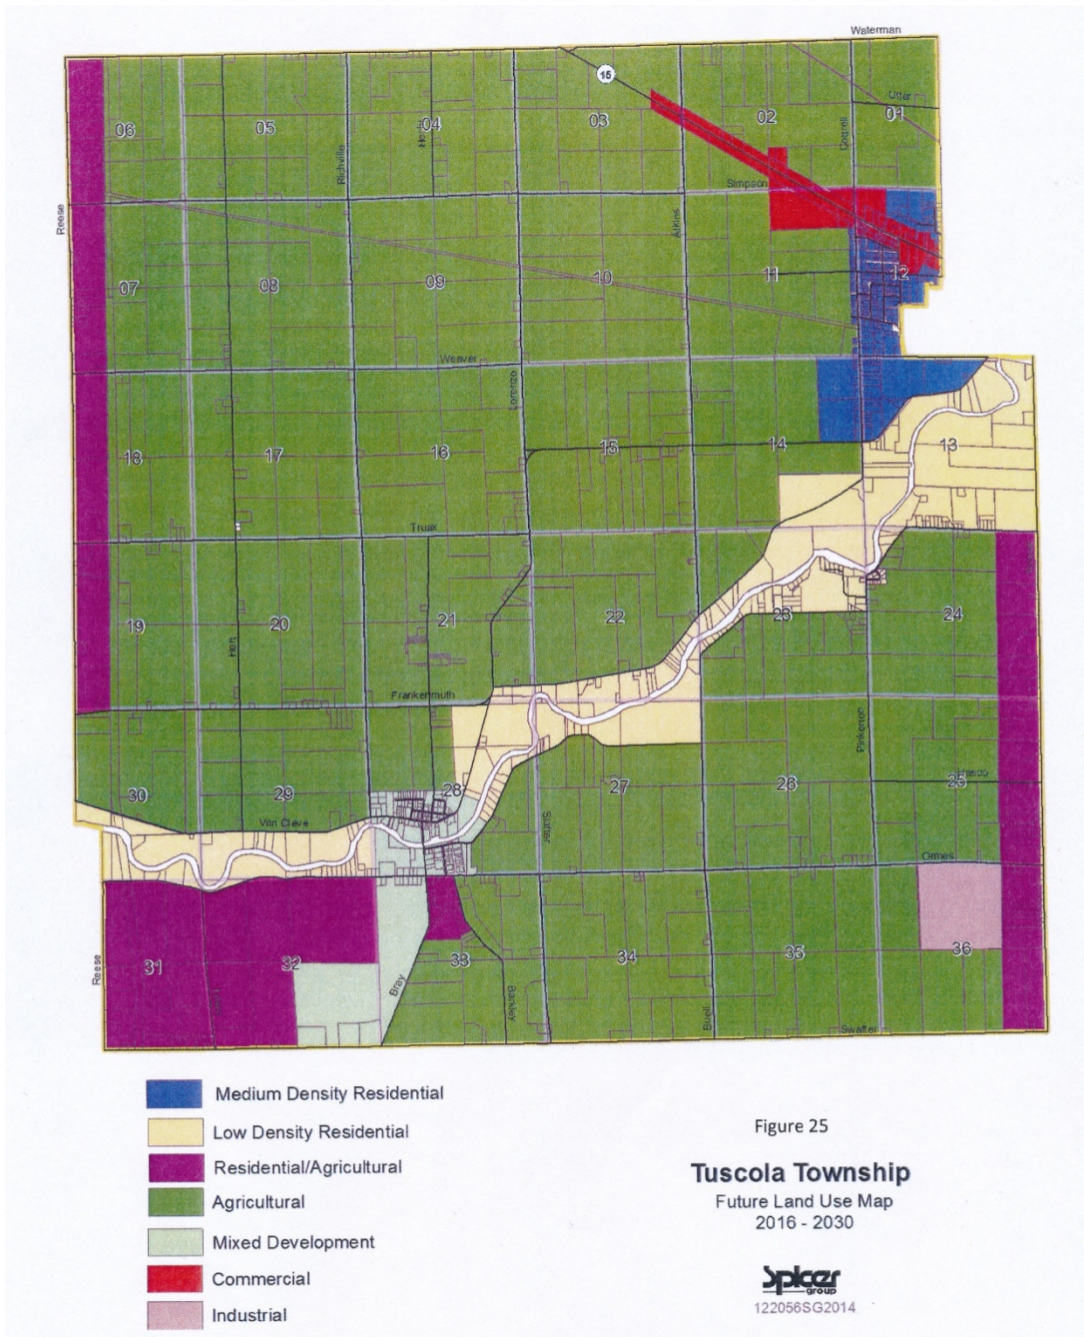 Waterman
15
Utter
06
05
04
03
02
01
Richville
Cottrell
Simpson
Reese
Atkins
07
08
09
10
11
12
Weaver
Lorenzo
18
17
16
15
14
13
Truax
19
20
21
22
23
24
Hart
Frankenmuth
Pinkerson
30
29
28
27
26
25
Van Cleve
Ormes
31
32
33
34
35
36
Reese
Bray
Barkley
Buell
Swaffer
Medium Density Residential
Low Density Residential
Residential/Agricultural
Agricultural
Mixed Development
Commercial
Industrial
Figure 25
Tuscola Township
Future Land Use Map
2016 - 2030
Spicer
group
122056SG2014